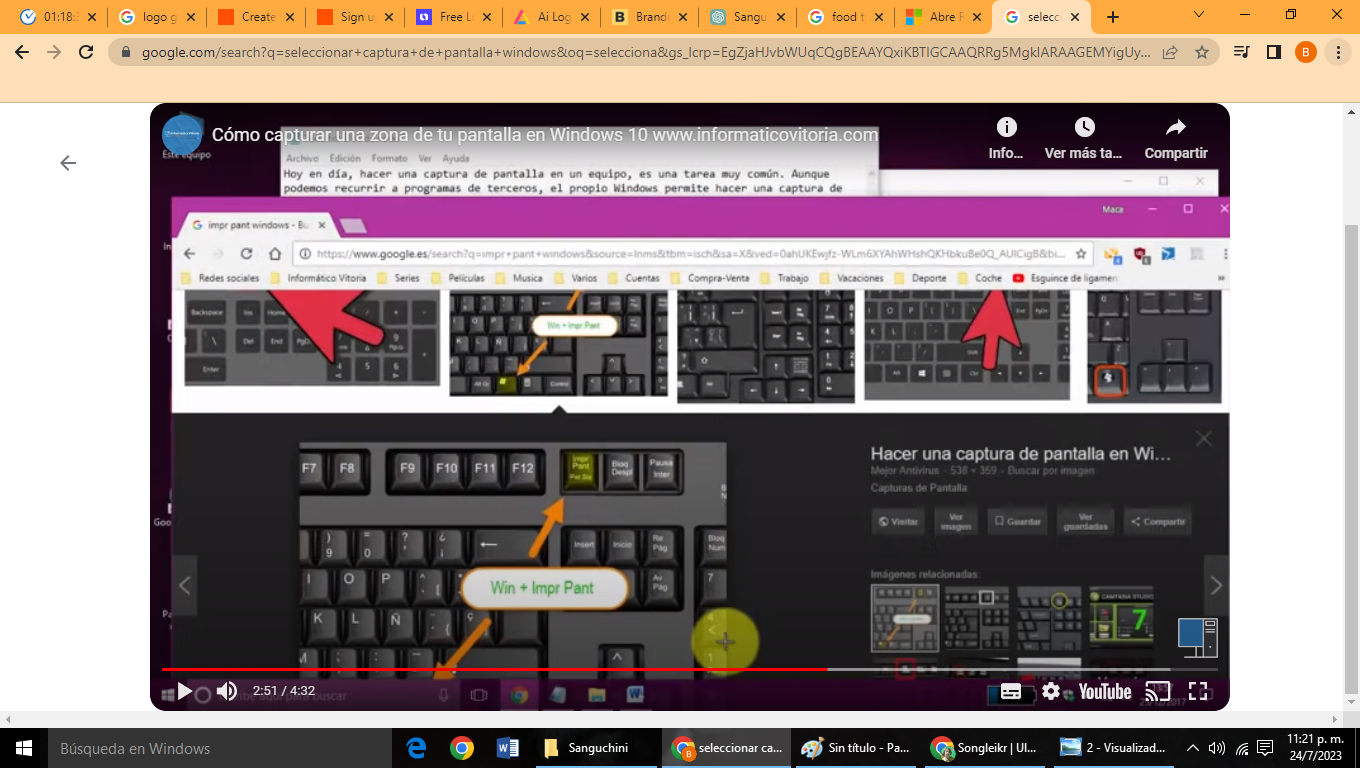 01:18:
logo g
Create
Sign u
Free L
Ai Log
Brand
Sangu
food t
Abre F
selecci
google.com/search?q=seleccionar+captura+de+pantalla+windows&oq=selecciona&gs_lcrp=EgZjaHJvbWUqCQgBEAAYQxiKBTIGCAAQRRg5MgkIARAAGEMYigUy...
B
Cómo capturar una zona de tu pantalla en Windows 10 www.informaticovitoria.com
Info...
Ver más ta...
Compartir
Este equipo
Archivo Edición Formato Ver Ayuda
Hoy en día, hacer una captura de pantalla en un equipo, es una tarea muy común. Aunque
podemos recurrir a programas de terceros, el propio Windows permite hacer una captura de
Maca
impr pant windows - Bu
https://www.google.es/search?q=impr+pant+windows&source=lnms&tbm=isch&sa=X&ved=0ahUKEwjfz-WLm6XYAhWHshQKHbkuBe0Q_AUICigB&bi...
Redes sociales
Informático Vitoria
Series
Películas
Musica
Varios
Cuentas
Compra-Venta
Trabajo
Vacaciones
Deporte
Coche
Esguince de ligamen
»
Backspace
Enter
Del End
Win + Impr Pant
Hacer una captura de pantalla en Wi...
Mejor Antivirus - 538 × 359 - Buscar por imagen
Capturas de Pantalla
Visitar
Ver imagen
Guardar
Ver guardadas
Compartir
Imágenes relacionadas:
F7 F8 F9 F10 F11 F12
Impr Pant
Pet Sis
Bloq Despl
Pausa Inter
Insert Inicio Re Pág
Bloq Num
Av Pág
7
I O P
K L Ñ
Win + Impr Pant
2:51 / 4:32
YouTube
Búsqueda en Windows
Sanguchini
seleccionar ca...
Sin título - Pa...
Songleikr | Ul...
2 - Visualizad...
11:21 p. m.
24/7/2023